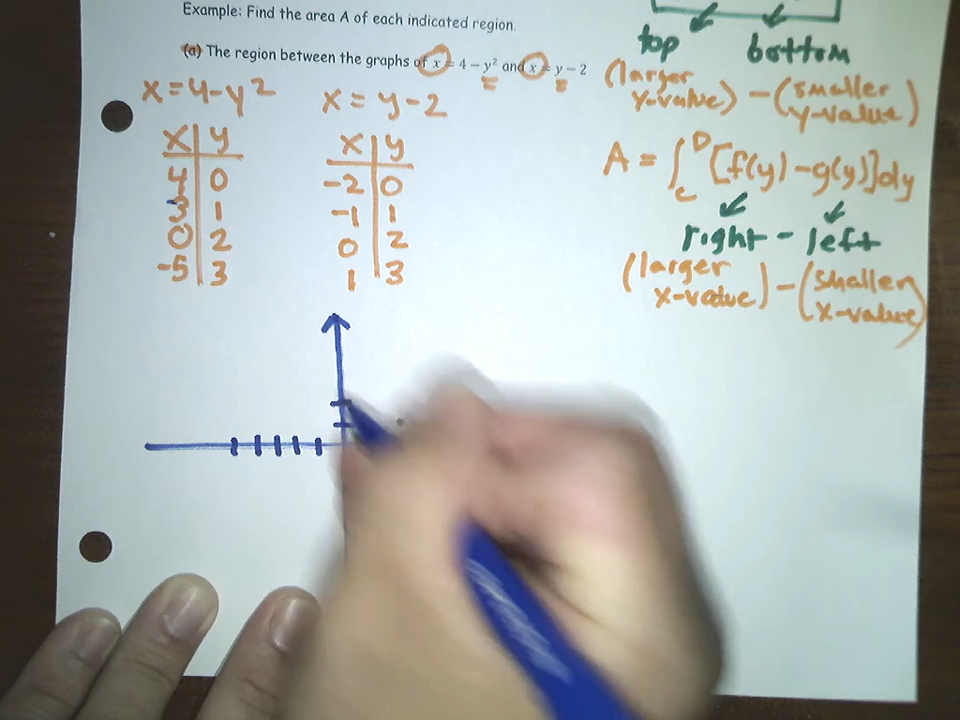 Example: Find the area A of each indicated region.
(a) The region between the graphs of x = 4 − y² and x = y − 2
x = 4 - y²
x | y
4 | 0
3 | 1
0 | 2
-5 | 3
x = y - 2
x | y
-2 | 0
-1 | 1
0 | 2
1 | 3
top bottom
(larger y-value) - (smaller y-value)
A = ∫_c^D [f(y) - g(y)] dy
right - left
(larger x-value) - (smaller x-value)